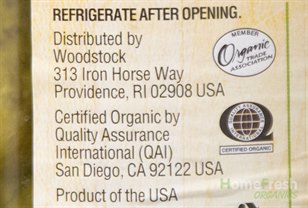 REFRIGERATE AFTER OPENING.
Distributed by
Woodstock
313 Iron Horse Way
Providence, RI 02908 USA
MEMBER
Organic
TRADE
ASSOCIATION
Certified Organic by
Quality Assurance
International (QAI)
San Diego, CA 92122 USA
CERTIFIED ORGANIC
Product of the USA
HomeFresh
ORGANICS